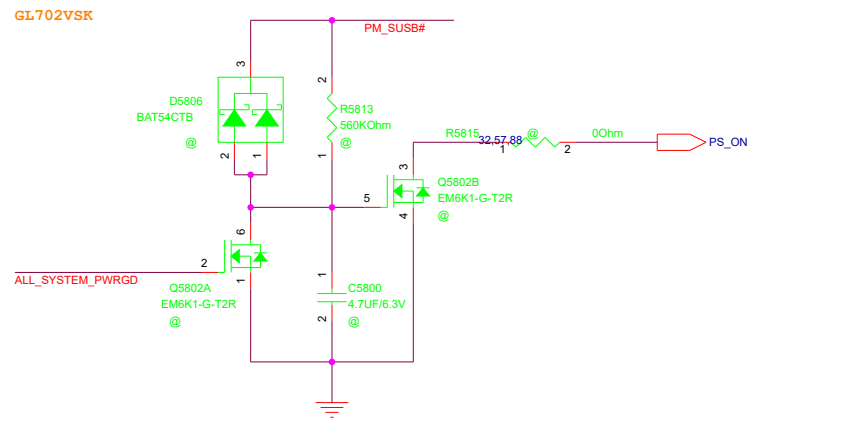 GL702VSK
PM_SUSB#
3
2
D5806
BAT54CTB
@
R5813
560KOhm
@
2
1
1
R5815
32,57,88
@
0Ohm
1
2
PS_ON
3
Q5802B
EM6K1-G-T2R
@
5
4
6
2
1
ALL_SYSTEM_PWRGD
Q5802A
EM6K1-G-T2R
@
1
C5800
4.7UF/6.3V
2
@